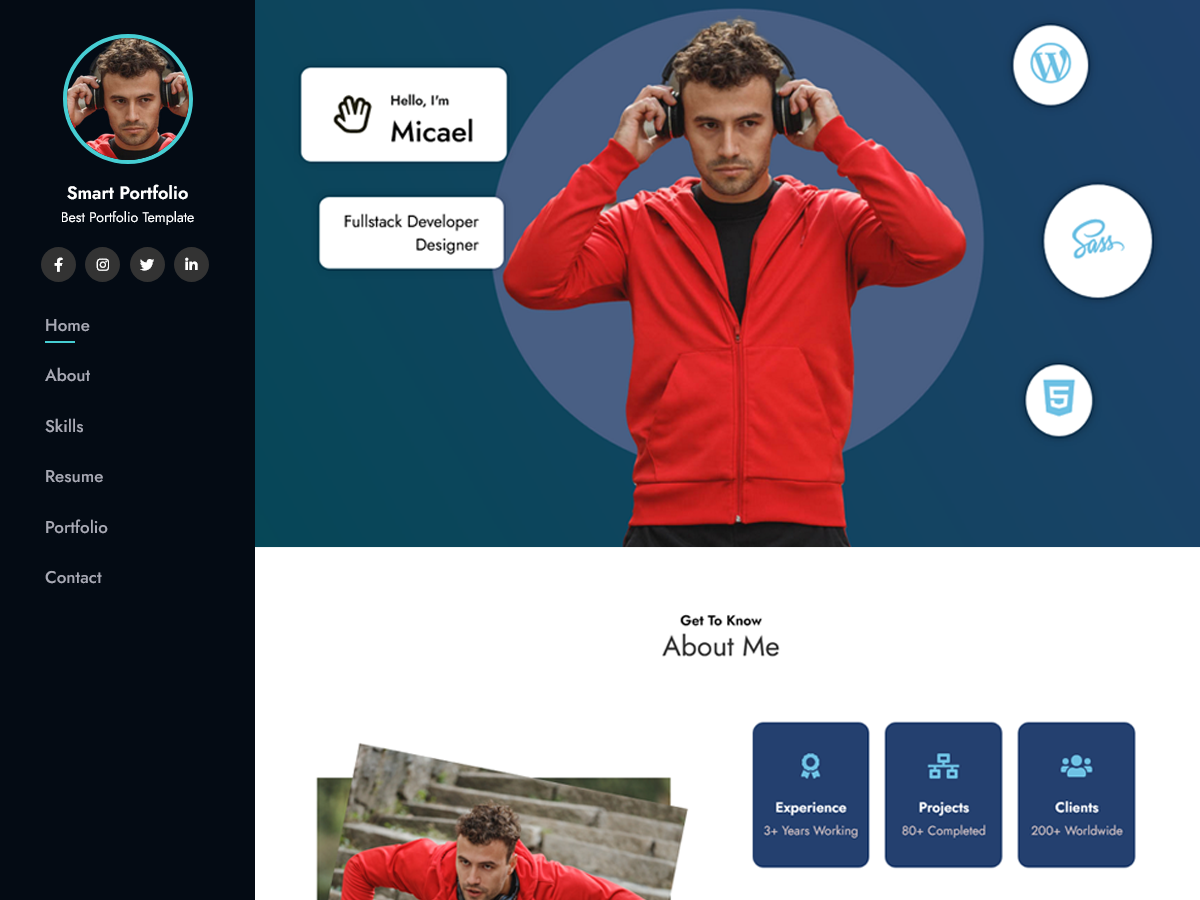 Smart Portfolio
Best Portfolio Template
Home
About
Skills
Resume
Portfolio
Contact
Hello, I'm
Micael
Fullstack Developer
Designer
Sass
5
Get To Know
About Me
Experience
3+ Years Working
Projects
80+ Completed
Clients
200+ Worldwide